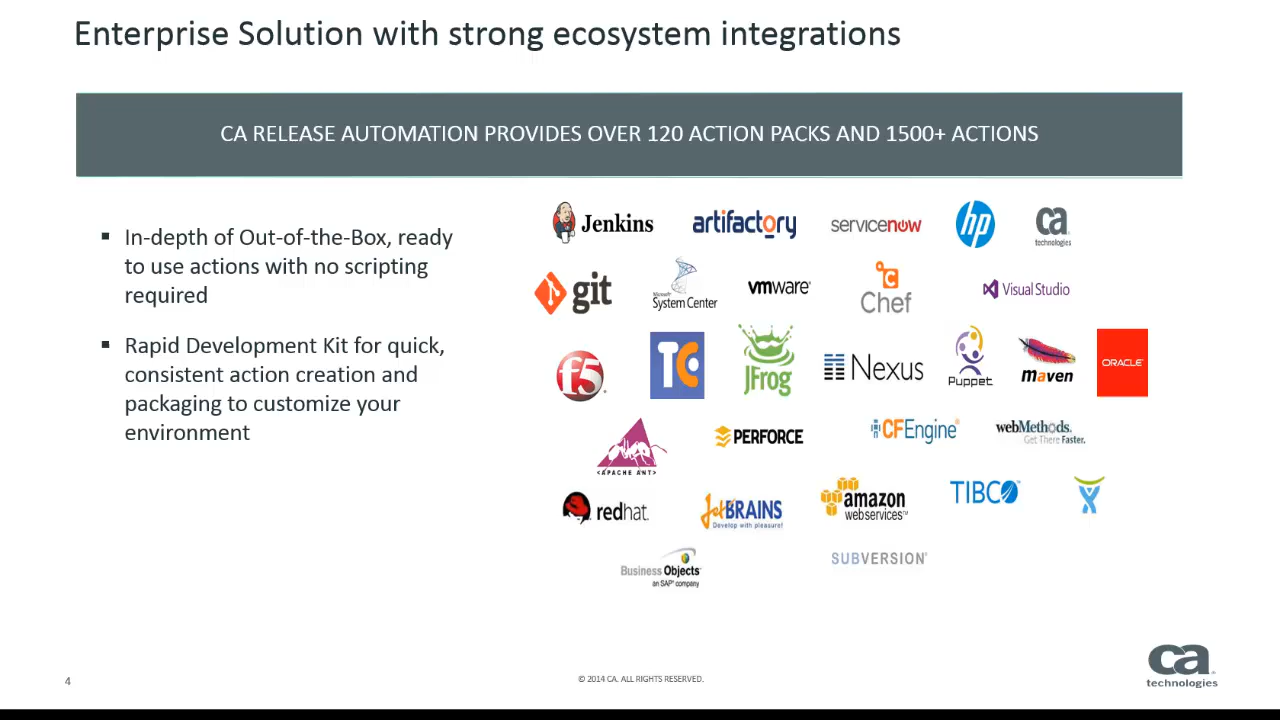 Enterprise Solution with strong ecosystem integrations
CA RELEASE AUTOMATION PROVIDES OVER 120 ACTION PACKS AND 1500+ ACTIONS
▪ In-depth of Out-of-the-Box, ready
to use actions with no scripting
required
▪ Rapid Development Kit for quick,
consistent action creation and
packaging to customize your
environment
Jenkins
artifactory
servicenow
hp
ca
technologies
git
Microsoft
System Center
vmware
Chef
Visual Studio
f5
TC
JFrog
Nexus
Puppet
maven
ORACLE
<APACHE ANT>
PERFORCE
CFEngine
webMethods.
Get There Faster.
redhat.
JetBRAINS
Develop with pleasure!
amazon
webservices™
TIBCO
Business Objects
an SAP company
SUBVERSION
4
© 2014 CA. ALL RIGHTS RESERVED.
ca
technologies